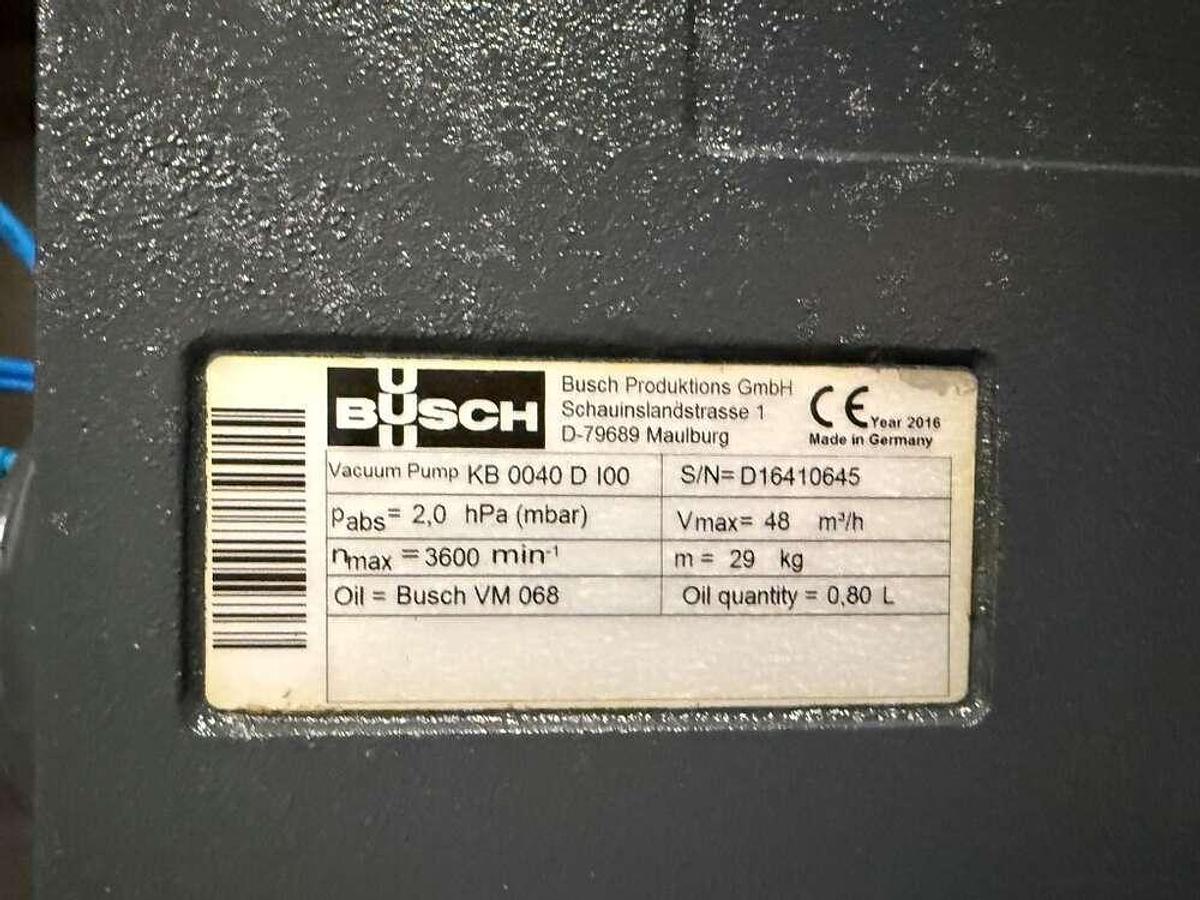 BUSCH
Busch Produktions GmbH
Schauinslandstrasse 1
D-79689 Maulburg
CE Year 2016
Made in Germany
Vacuum Pump KB 0040 D I00
S/N= D16410645
Pabs= 2,0 hPa (mbar)
Vmax= 48 m³/h
nmax = 3600 min-1
m = 29 kg
Oil = Busch VM 068
Oil quantity = 0,80 L